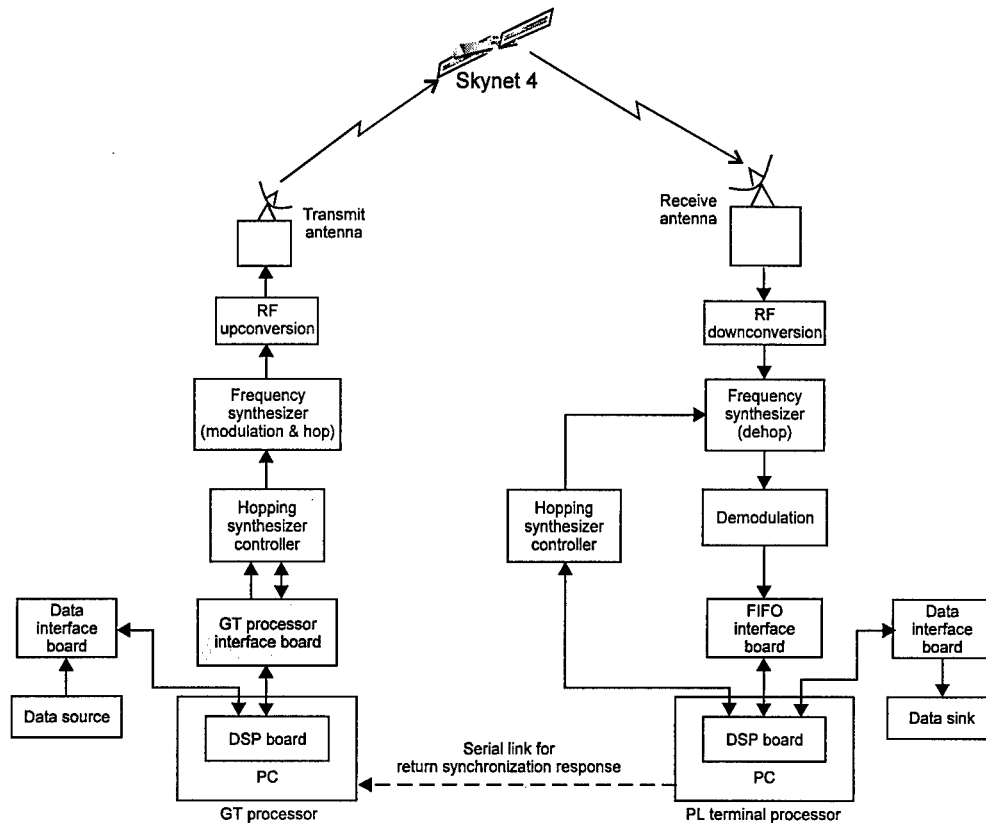 Skynet 4
Transmit
antenna
Receive
antenna
RF
upconversion
RF
downconversion
Frequency
synthesizer
(modulation & hop)
Frequency
synthesizer
(dehop)
Hopping
synthesizer
controller
Hopping
synthesizer
controller
Demodulation
Data
interface
board
GT processor
interface board
FIFO
interface
board
Data
interface
board
Data source
DSP board
PC
GT processor
Serial link for
return synchronization response
DSP board
PC
PL terminal processor
Data sink